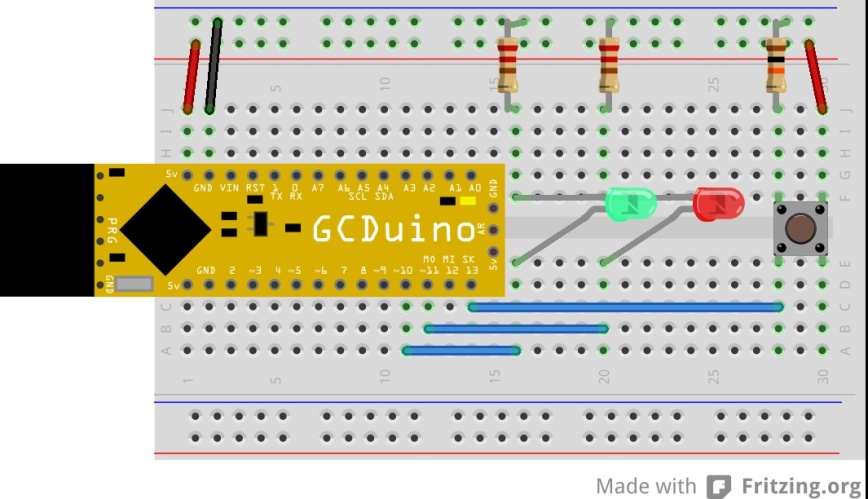 5 10 15 25 30
J J
I I
H H
G G
F F
5v GND VIN RST 1 0 A7 A6 A5 A4 A3 A2 A1 A0 GND
TX RX SCL SDA
PRG GCDuino AR
MO MI SK 5v
GND 2 ~3 4 ~5 ~6 7 8 ~9 ~10 ~11 12 13
GND 5v
E E
D D
C C
B B
A A
1 5 10 15 20 25 30
Made with Fritzing.org